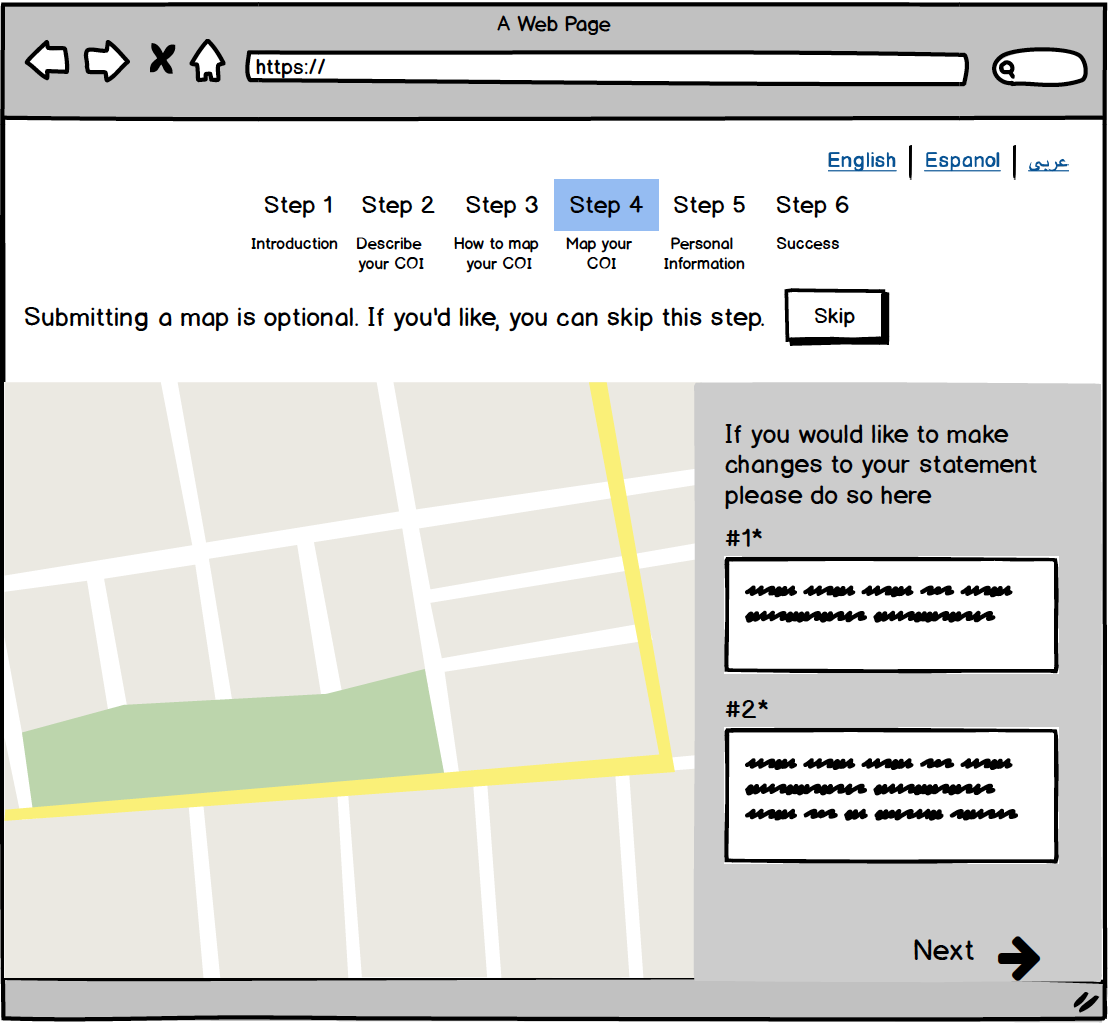 A Web Page
https://
English
Espanol
عربى
Step 1
Step 2
Step 3
Step 4
Step 5
Step 6
Introduction
Describe
your COI
How to map
your COI
Map your
COI
Personal
Information
Success
Submitting a map is optional. If you'd like, you can skip this step.
Skip
If you would like to make
changes to your statement
please do so here
#1*
#2*
Next